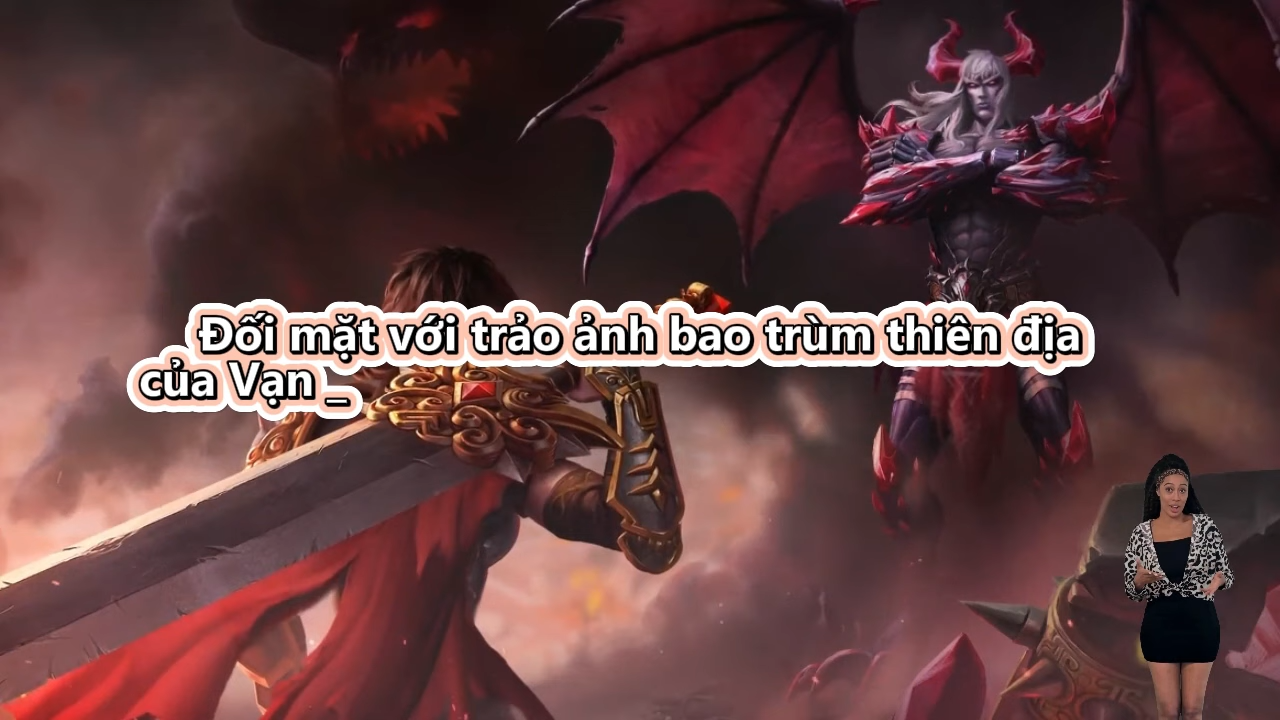 Đối mặt với trảo ảnh bao trùm thiên địa
của Vạn _